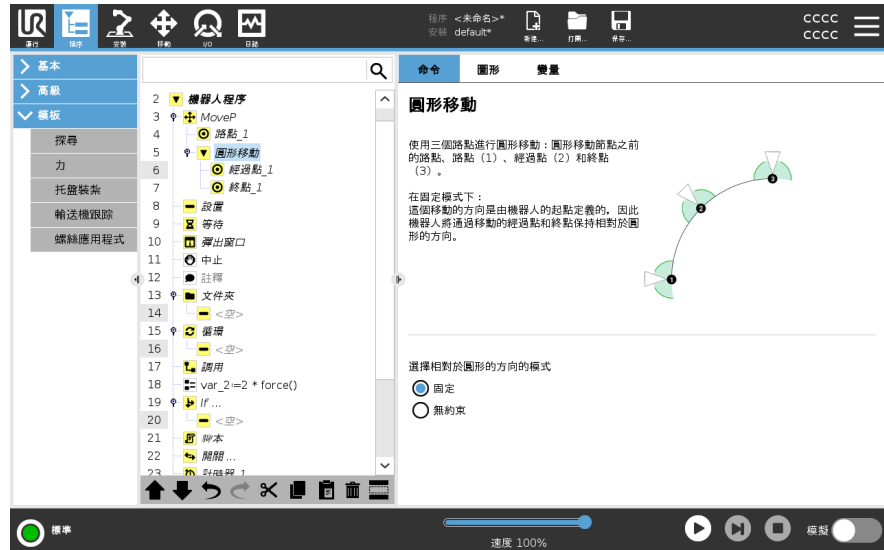 UR
運行
程序
安裝
移動
I/O
日誌
程序 <未命名>*
安裝 default*
新建...
打開...
保存...
CCCC
CCCC
基本
高級
模板
探尋
力
托盤裝紮
輸送機跟踪
螺絲應用程式
2 機器人程序
3 MoveP
4 路點_1
5 圓形移動
6 經過點_1
7 終點_1
8 設置
9 等待
10 彈出窗口
11 中止
12 註釋
13 文件夾
14 <空>
15 循環
16 <空>
17 調用
18 var_2≔2 * force()
19 If ...
20 <空>
21 腳本
22 開關 ...
23 計時器_1
命令
圖形
變量
圓形移動
使用三個路點進行圓形移動：圓形移動節點之前
的路點、路點（1）、經過點（2）和終點
（3）。
在固定模式下：
這個移動的方向是由機器人的起點定義的，因此
機器人將通過移動的經過點和終點保持相對於圓
形的方向。
1
2
3
選擇相對於圓形的方向的模式
固定
無約束
標準
速度 100%
模擬